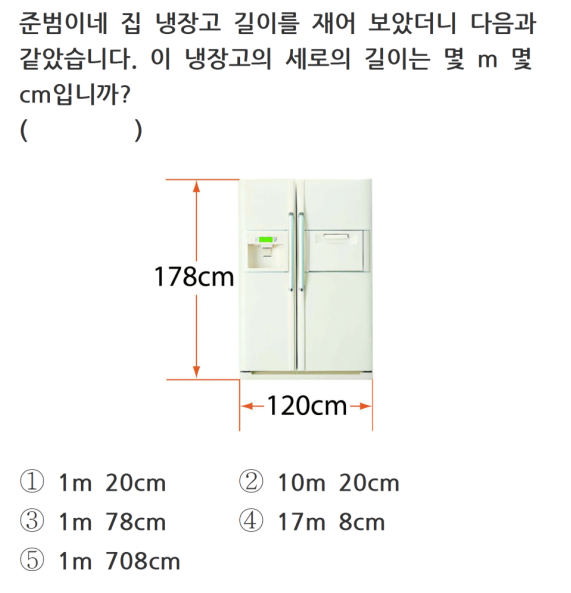 준범이네 집 냉장고 길이를 재어 보았더니 다음과
같았습니다. 이 냉장고의 세로의 길이는 몇 m 몇
cm입니까?
( )
178cm
120cm
① 1m 20cm ② 10m 20cm
③ 1m 78cm ④ 17m 8cm
⑤ 1m 708cm